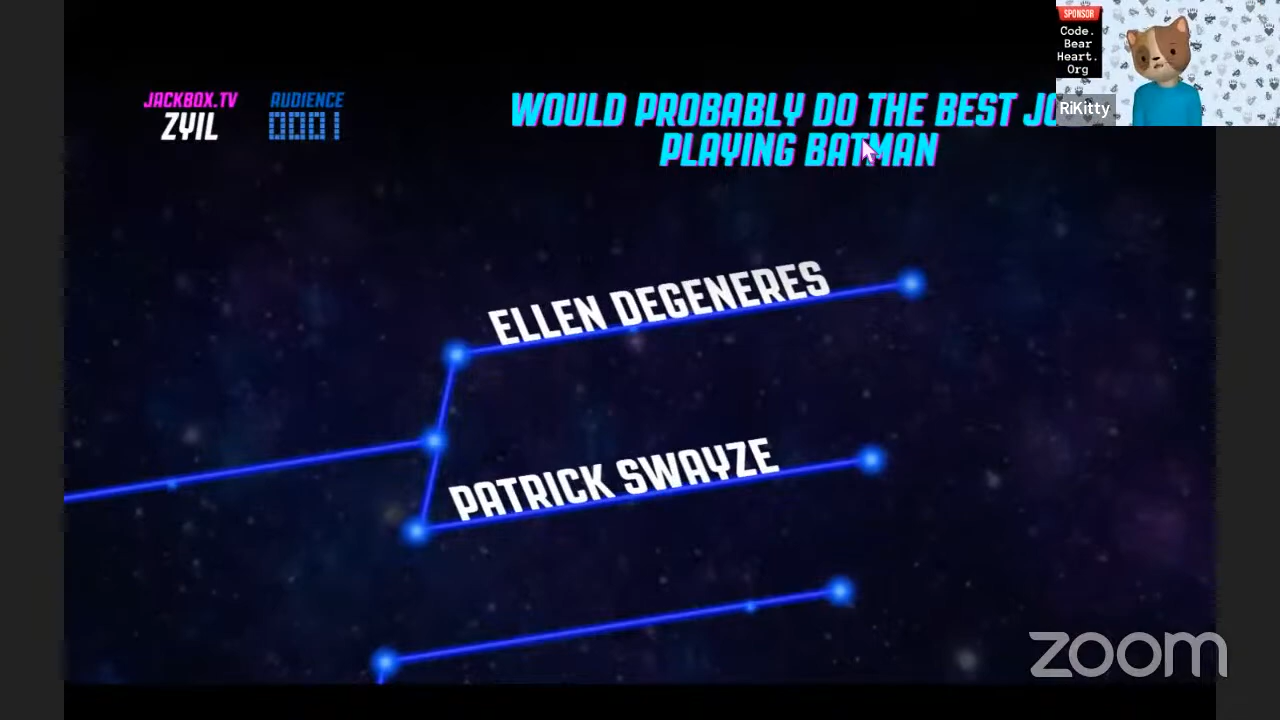 SPONSOR
Code.
Bear
Heart.
Org
RiKitty
JACKBOX.TV
ZYIL
AUDIENCE
0001
WOULD PROBABLY DO THE BEST
PLAYING BATMAN
ELLEN DEGENERES
PATRICK SWAYZE
zoom